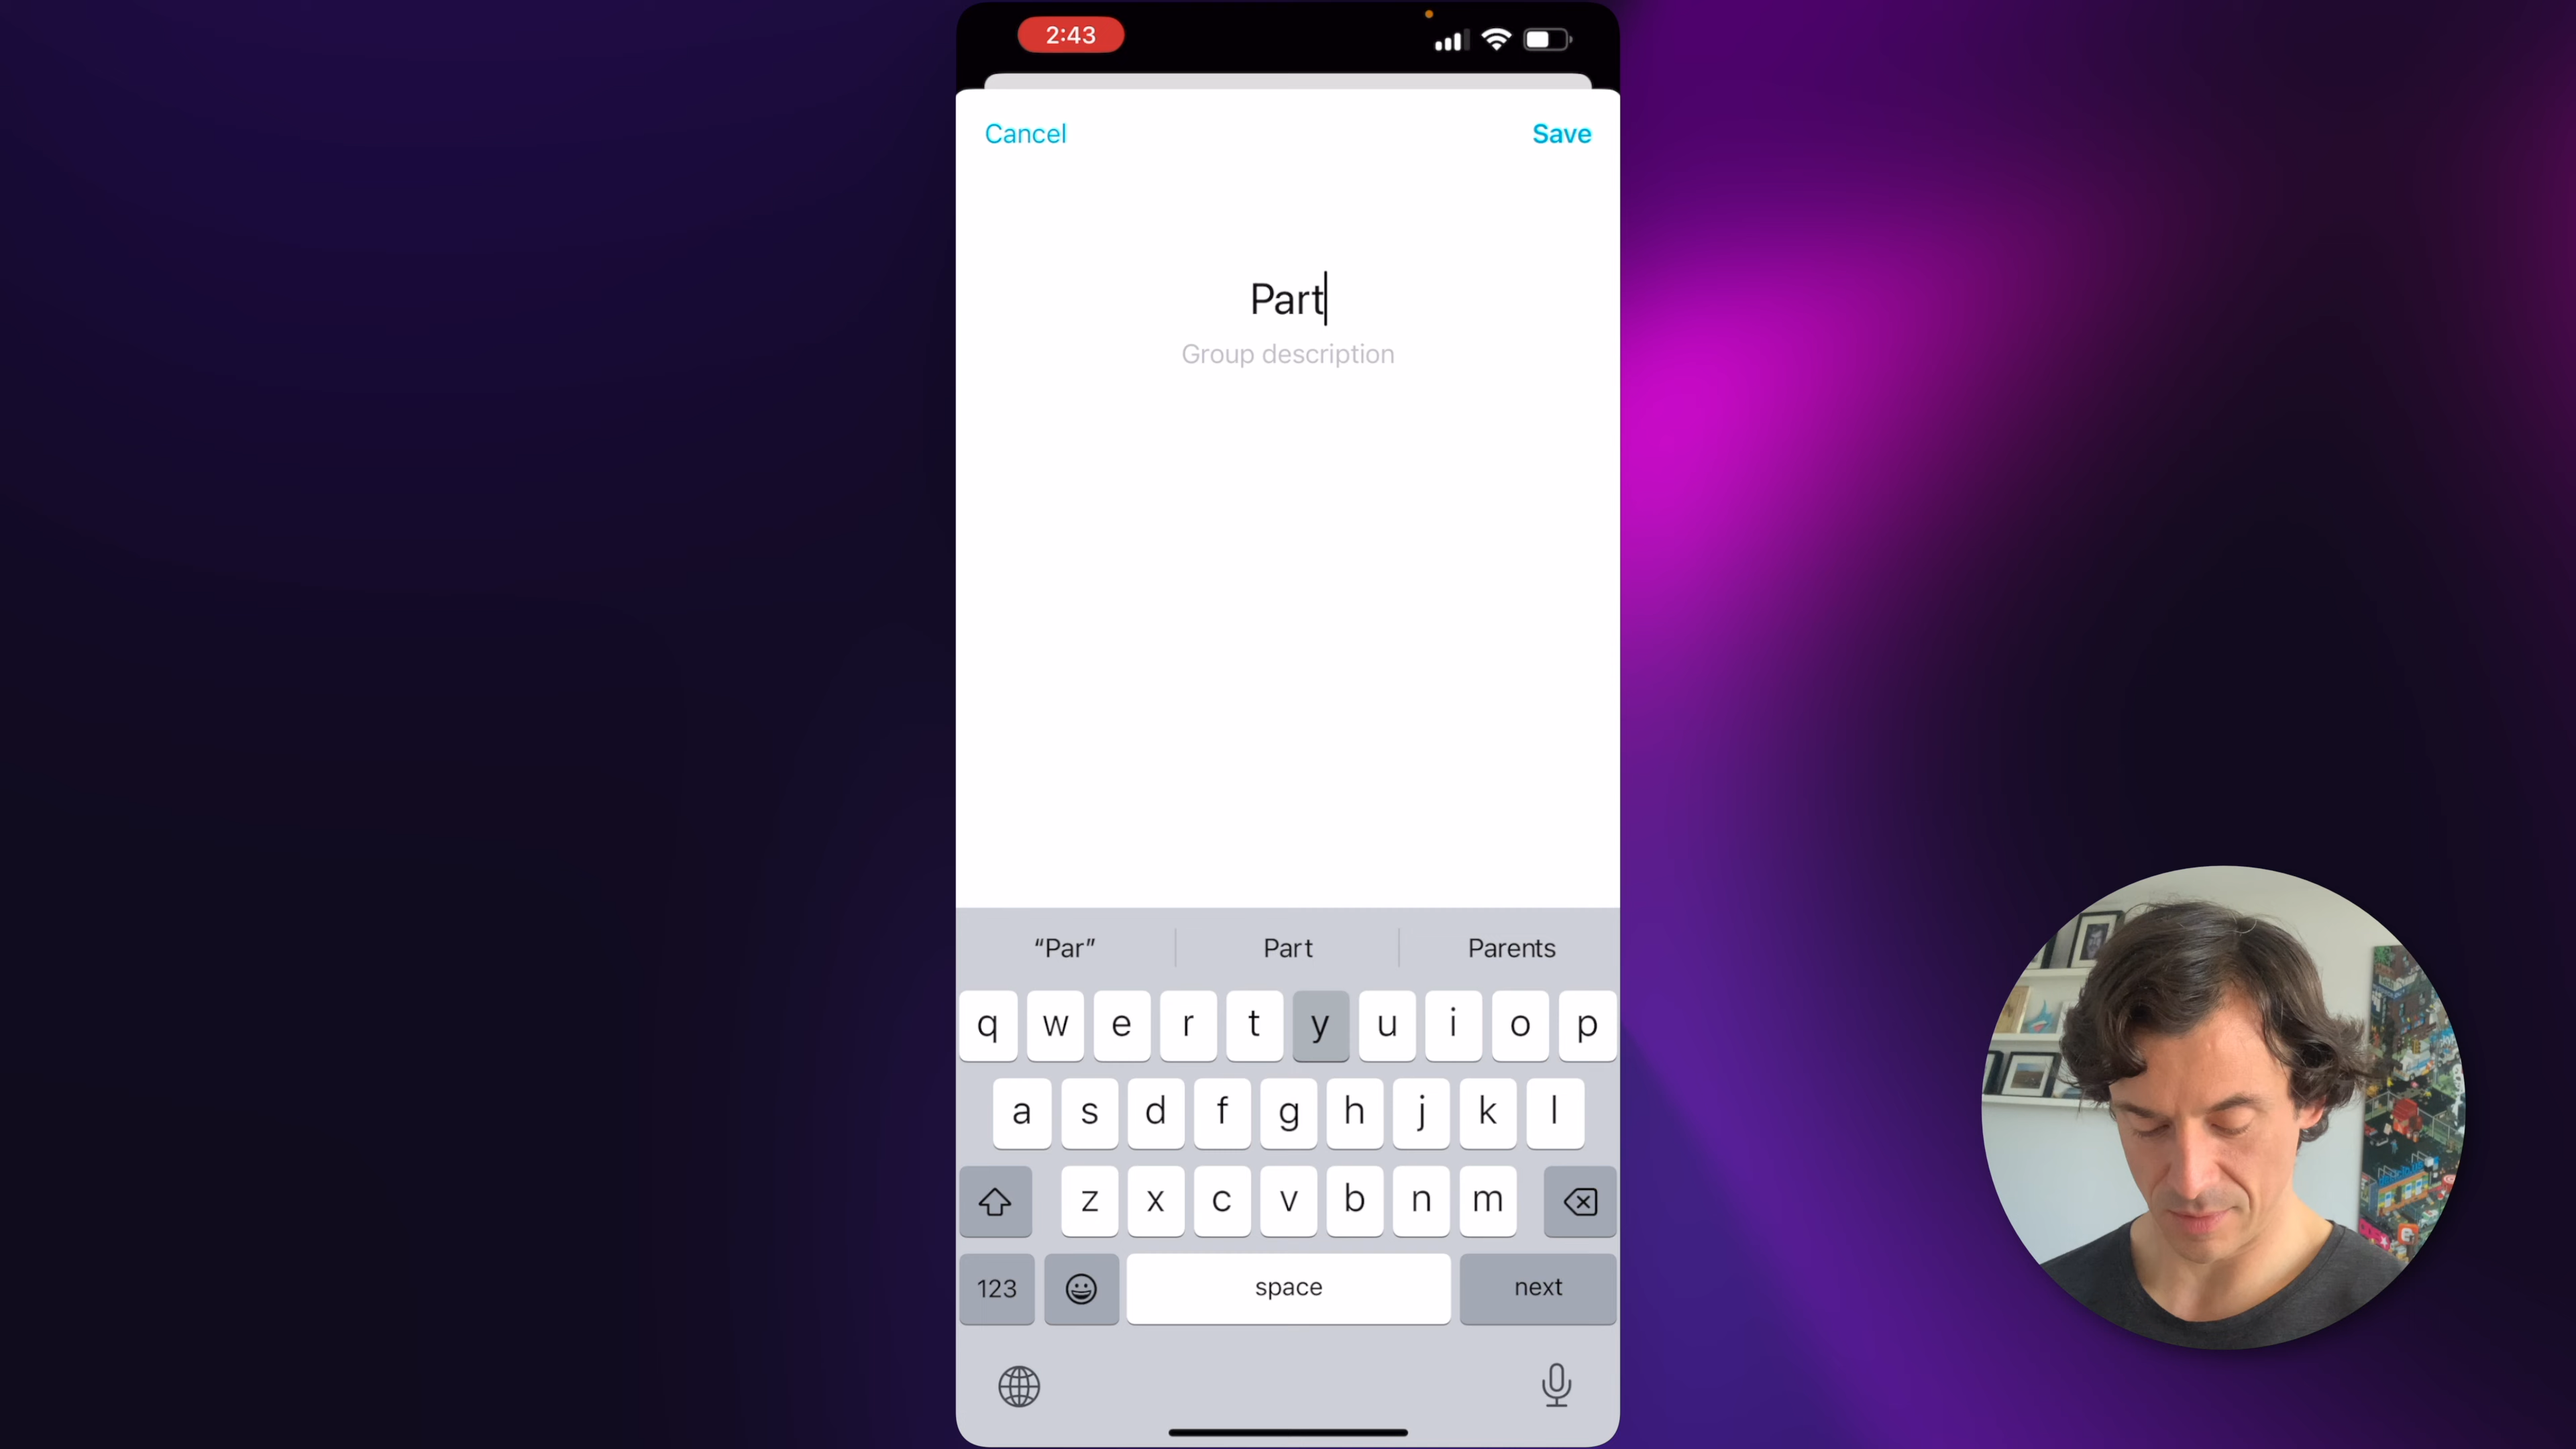 2:43
Cancel Save
Part
Group description
“Par” Part Parents
q w e r t y u i o p
a s d f g h j k l
z x c v b n m
123 space next